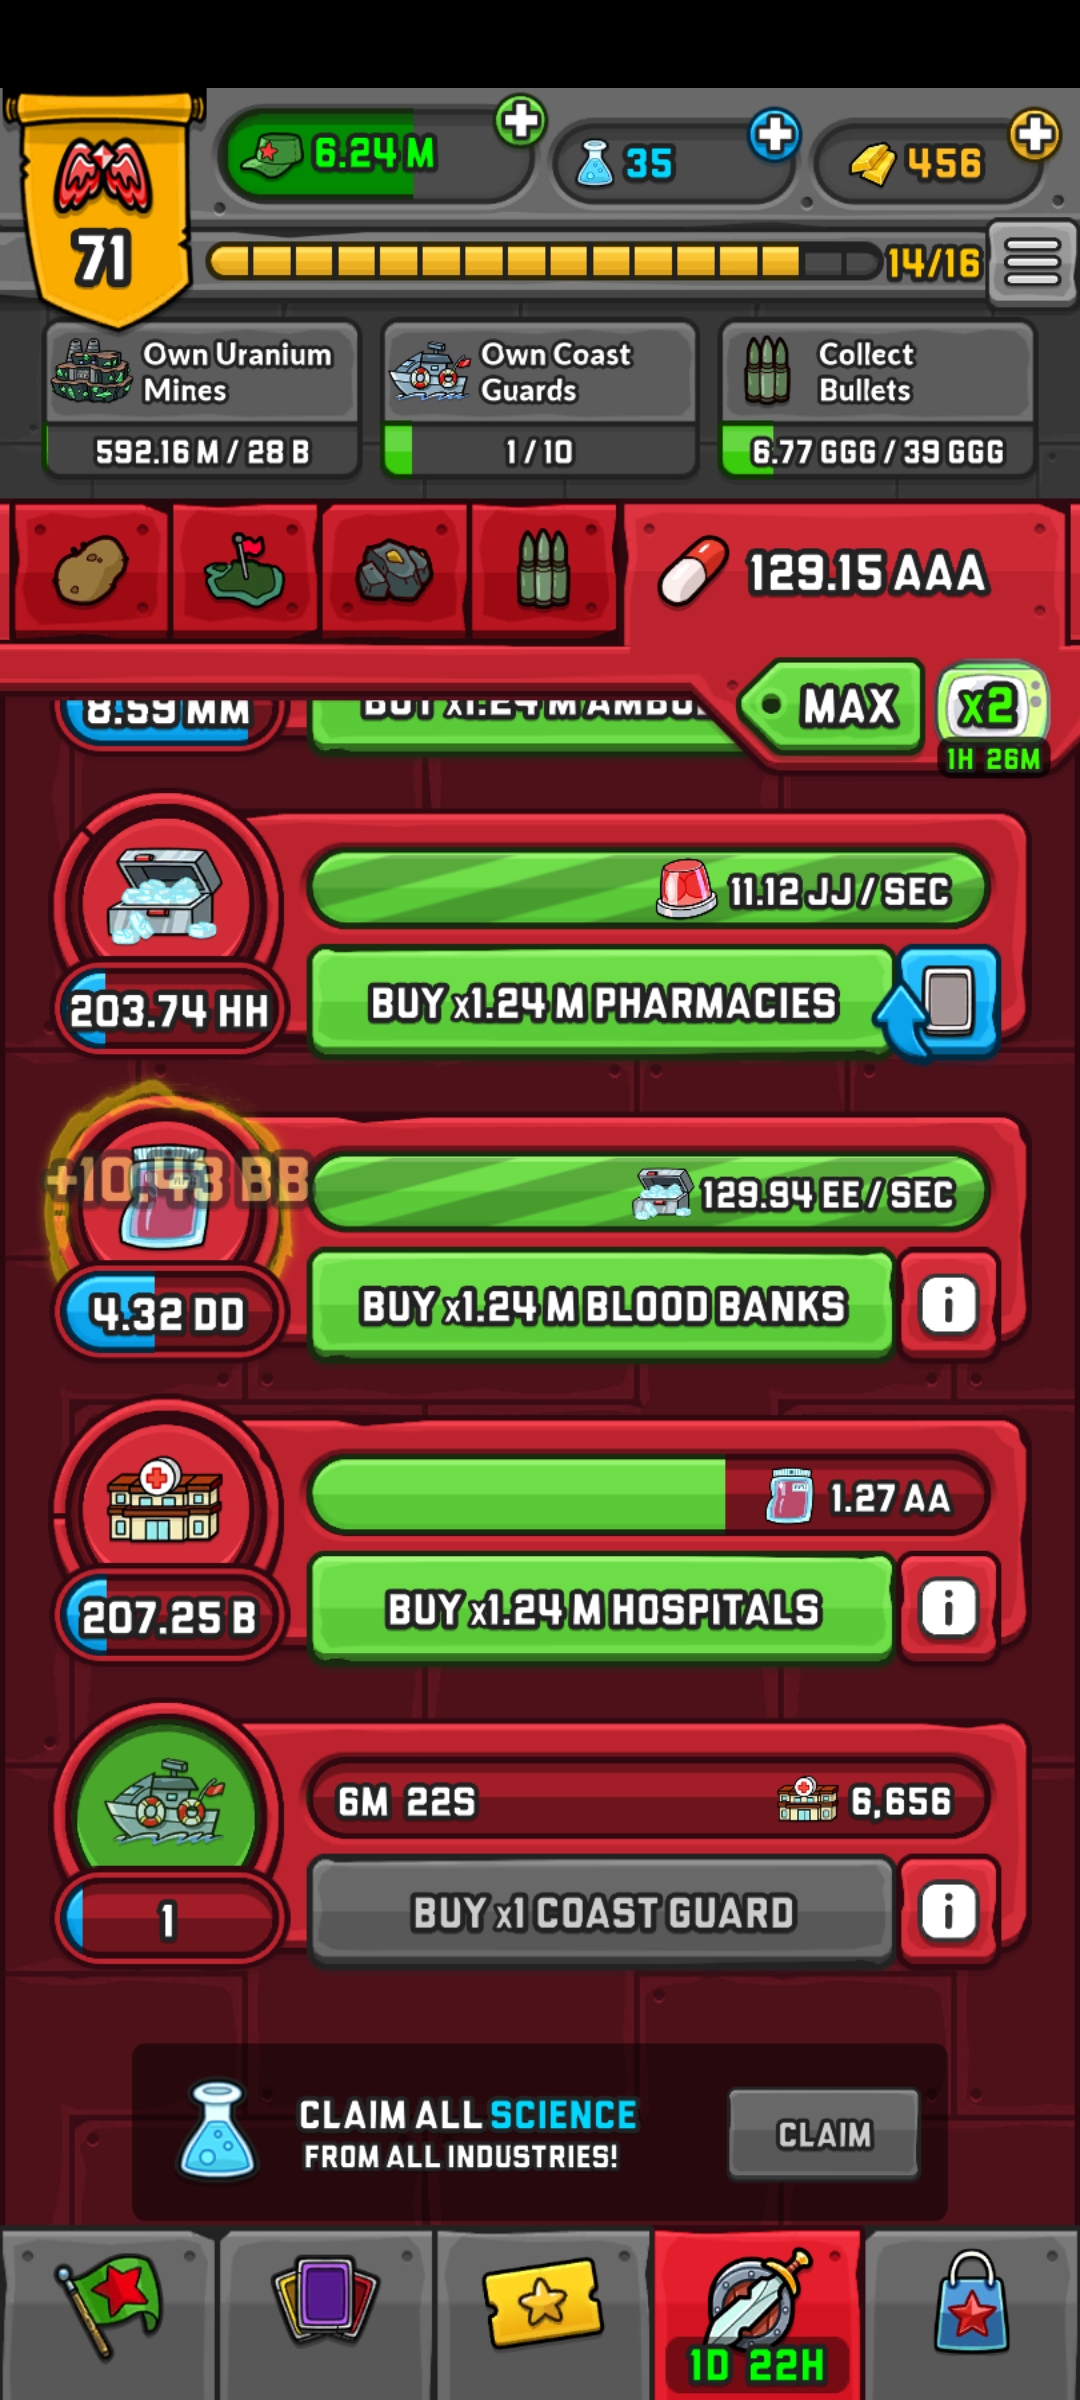 71
6.24 M
35
456
14/16
Own Uranium
Mines
592.16 M / 28 B
Own Coast
Guards
1 / 10
Collect
Bullets
6.77 GGG / 39 GGG
129.15 AAA
MAX
x2
1H 26M
8.59 MM
BUY x1.24 M
11.12 JJ / SEC
203.74 HH
BUY x1.24 M PHARMACIES
+10.43 BB
129.94 EE / SEC
4.32 DD
BUY x1.24 M BLOOD BANKS
i
1.27 AA
207.25 B
BUY x1.24 M HOSPITALS
i
6M 22S
6,656
1
BUY x1 COAST GUARD
i
CLAIM ALL SCIENCE
FROM ALL INDUSTRIES!
CLAIM
1D 22H